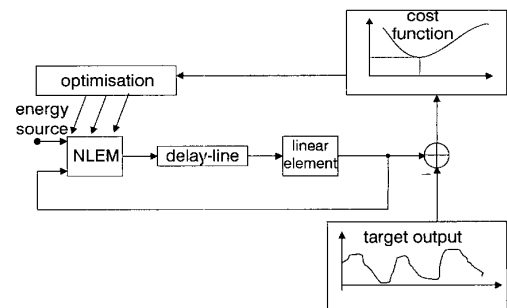 cost
function
optimisation
energy
source
NLEM
delay-line
linear
element
target output